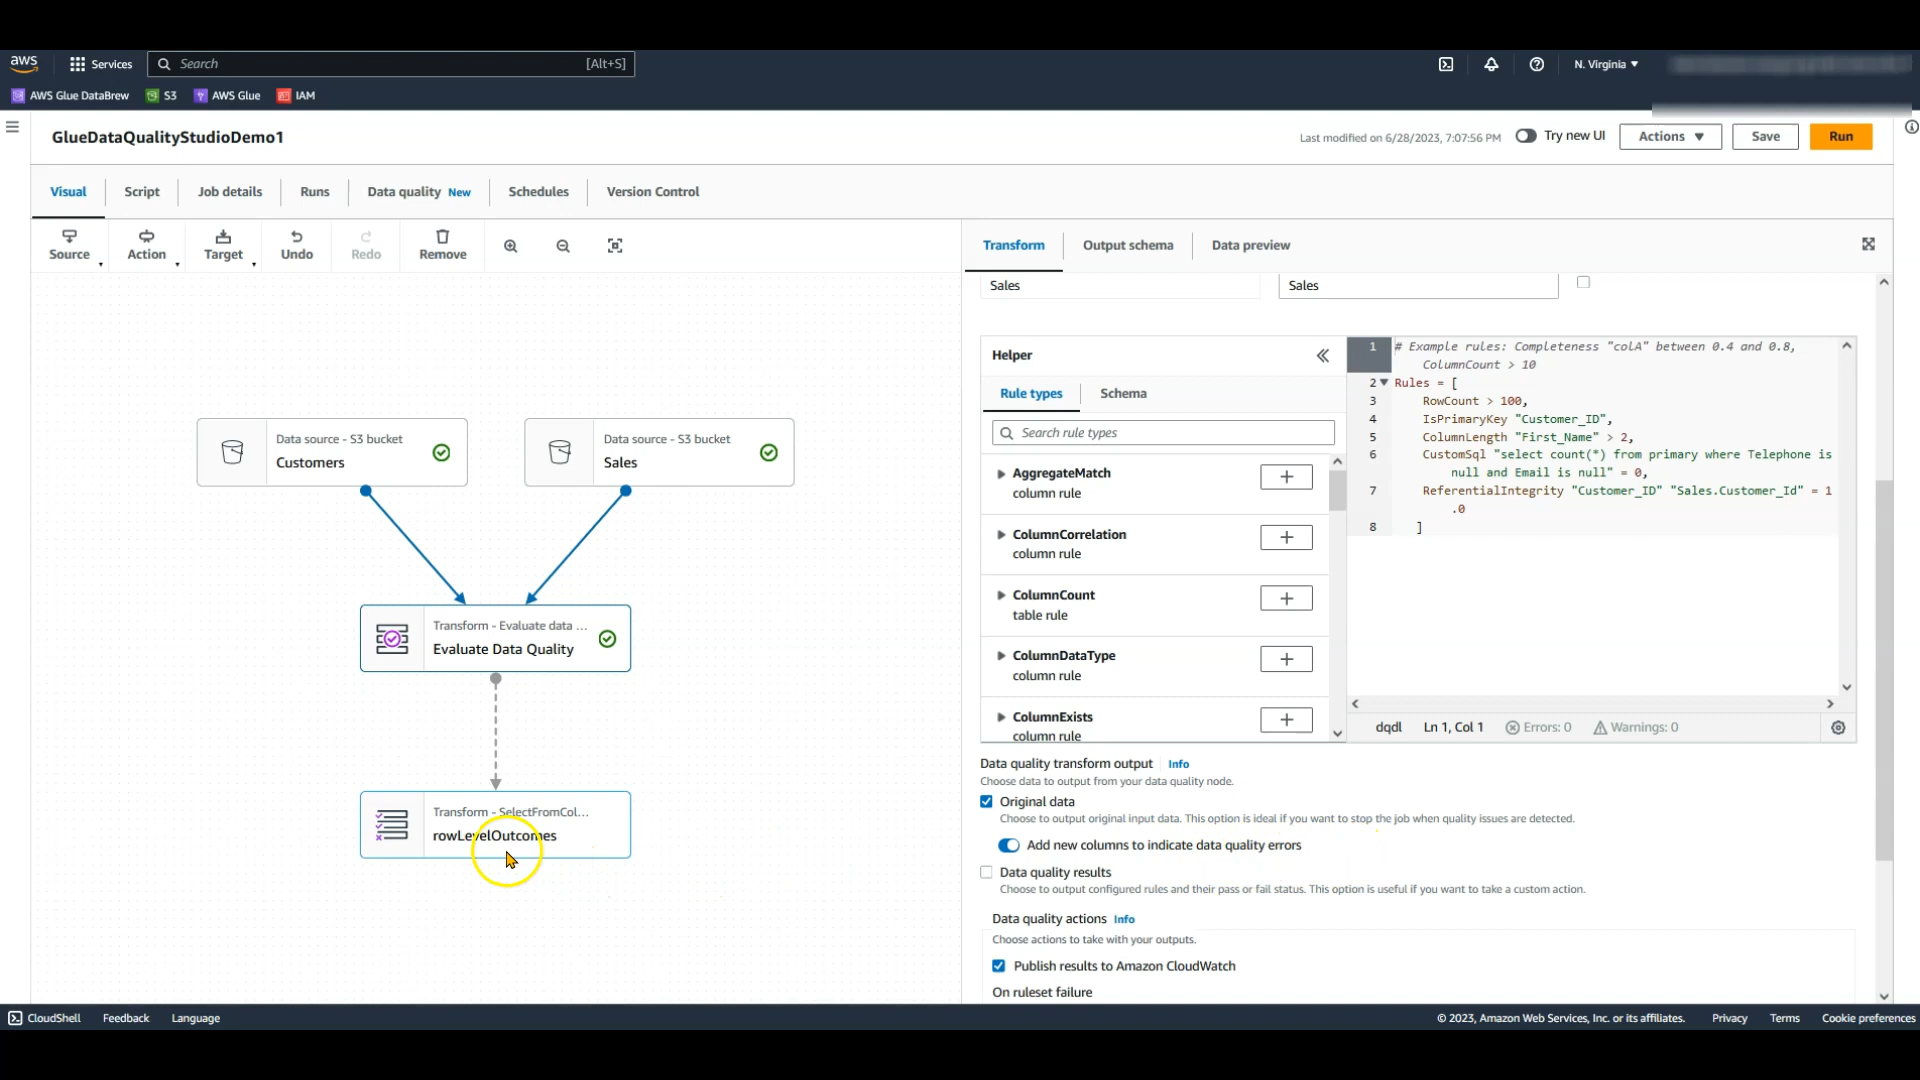 aws
Services
Search
[Alt+S]
N. Virginia
AWS Glue DataBrew
S3
AWS Glue
IAM
GlueDataQualityStudioDemo1
Last modified on 6/28/2023, 7:07:56 PM
Try new UI
Actions
Save
Run
Visual
Script
Job details
Runs
Data quality New
Schedules
Version Control
Source
Action
Target
Undo
Redo
Remove
Transform
Output schema
Data preview
Sales
Sales
Data source - S3 bucket
Customers
Data source - S3 bucket
Sales
Transform - Evaluate data ...
Evaluate Data Quality
Transform - SelectFromCol...
rowLevelOutcomes
Helper
Rule types
Schema
Search rule types
AggregateMatch
column rule
ColumnCorrelation
column rule
ColumnCount
table rule
ColumnDataType
column rule
ColumnExists
column rule
1 # Example rules: Completeness "colA" between 0.4 and 0.8,
ColumnCount > 10
2 Rules = [
3 RowCount > 100,
4 IsPrimaryKey "Customer_ID",
5 ColumnLength "First_Name" > 2,
6 CustomSql "select count(*) from primary where Telephone is
null and Email is null" = 0,
7 ReferentialIntegrity "Customer_ID" "Sales.Customer_Id" = 1
.0
8 ]
dqdl
Ln 1, Col 1
Errors: 0
Warnings: 0
Data quality transform output Info
Choose data to output from your data quality node.
Original data
Choose to output original input data. This option is ideal if you want to stop the job when quality issues are detected.
Add new columns to indicate data quality errors
Data quality results
Choose to output configured rules and their pass or fail status. This option is useful if you want to take a custom action.
Data quality actions Info
Choose actions to take with your outputs.
Publish results to Amazon CloudWatch
On ruleset failure
CloudShell
Feedback
Language
© 2023, Amazon Web Services, Inc. or its affiliates.
Privacy
Terms
Cookie preferences